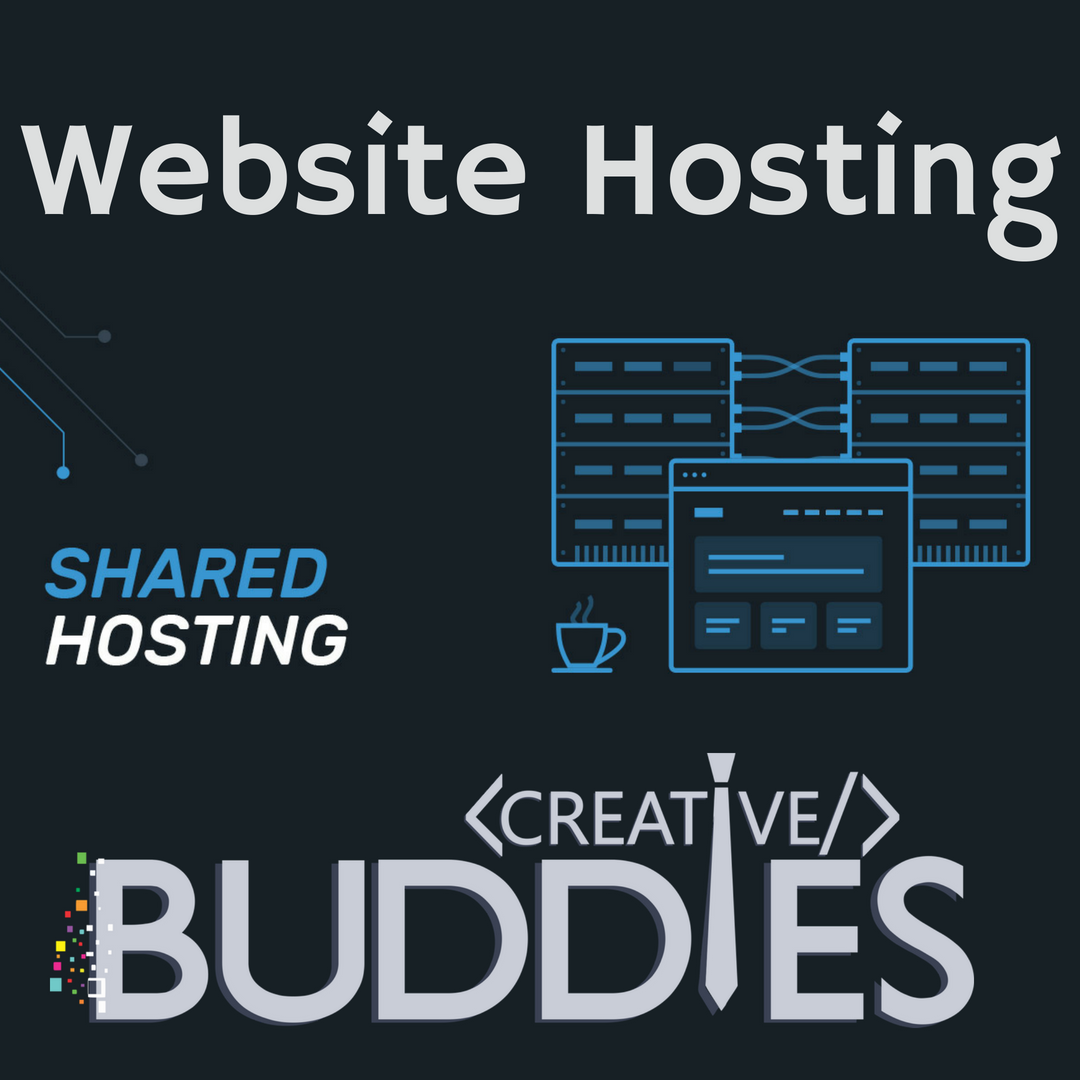 Website Hosting
SHARED
HOSTING
<CREATIVE/>
BUDDIES